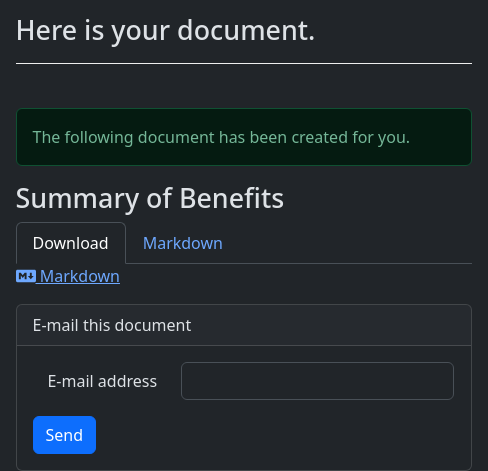 Here is your document.
The following document has been created for you.
Summary of Benefits
Download Markdown
M Markdown
E-mail this document
E-mail address
Send